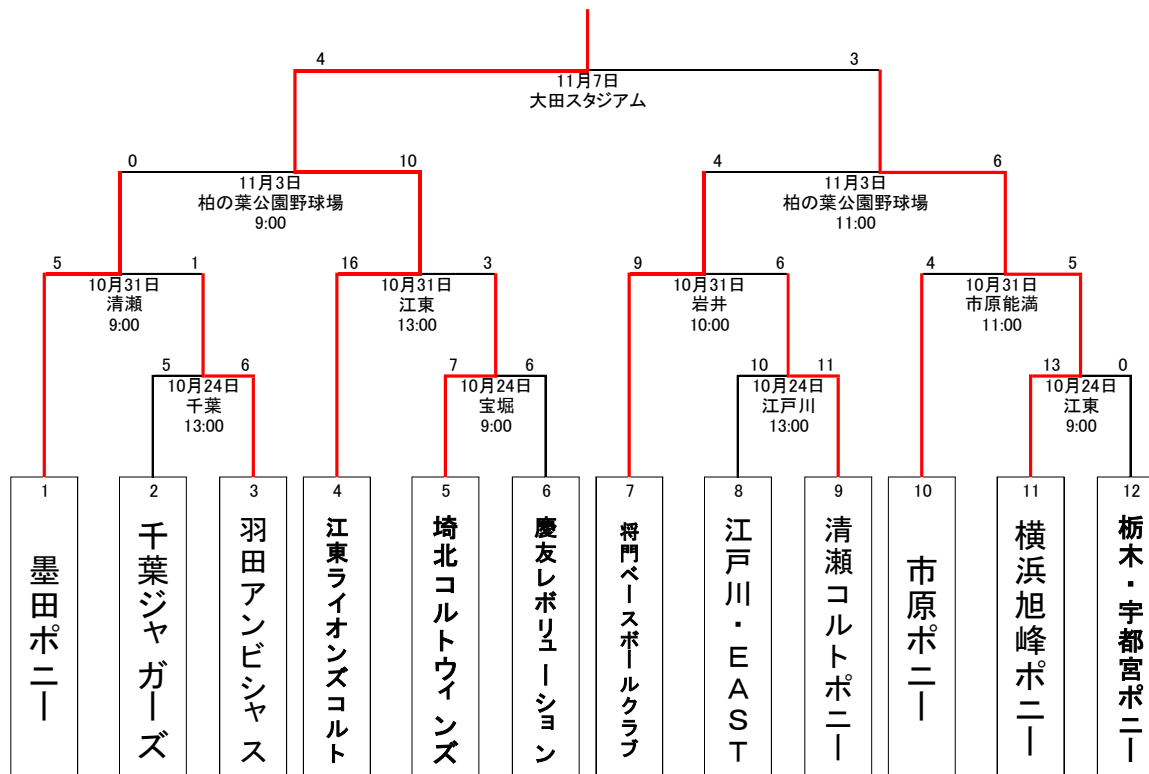 4 3
11月7日
大田スタジアム
0 10 4 6
11月3日 11月3日
柏の葉公園野球場 柏の葉公園野球場
9:00 11:00
5 1 16 3 9 6 4 5
10月31日 10月31日 10月31日 10月31日
清瀬 江東 岩井 市原能満
9:00 13:00 10:00 11:00
5 6 7 6 10 11 13 0
10月24日 10月24日 10月24日 10月24日
千葉 宝堀 江戸川 江東
13:00 9:00 13:00 9:00
1 2 3 4 5 6 7 8 9 10 11 12
墨田ポニー
千葉ジャガーズ
羽田アンビシャス
江東ライオンズコルト
埼北コルトウィンズ
慶友レボリューション
将門ベースボールクラブ
江戸川・EAST
清瀬コルトポニー
市原ポニー
横浜旭峰ポニー
栃木・宇都宮ポニー